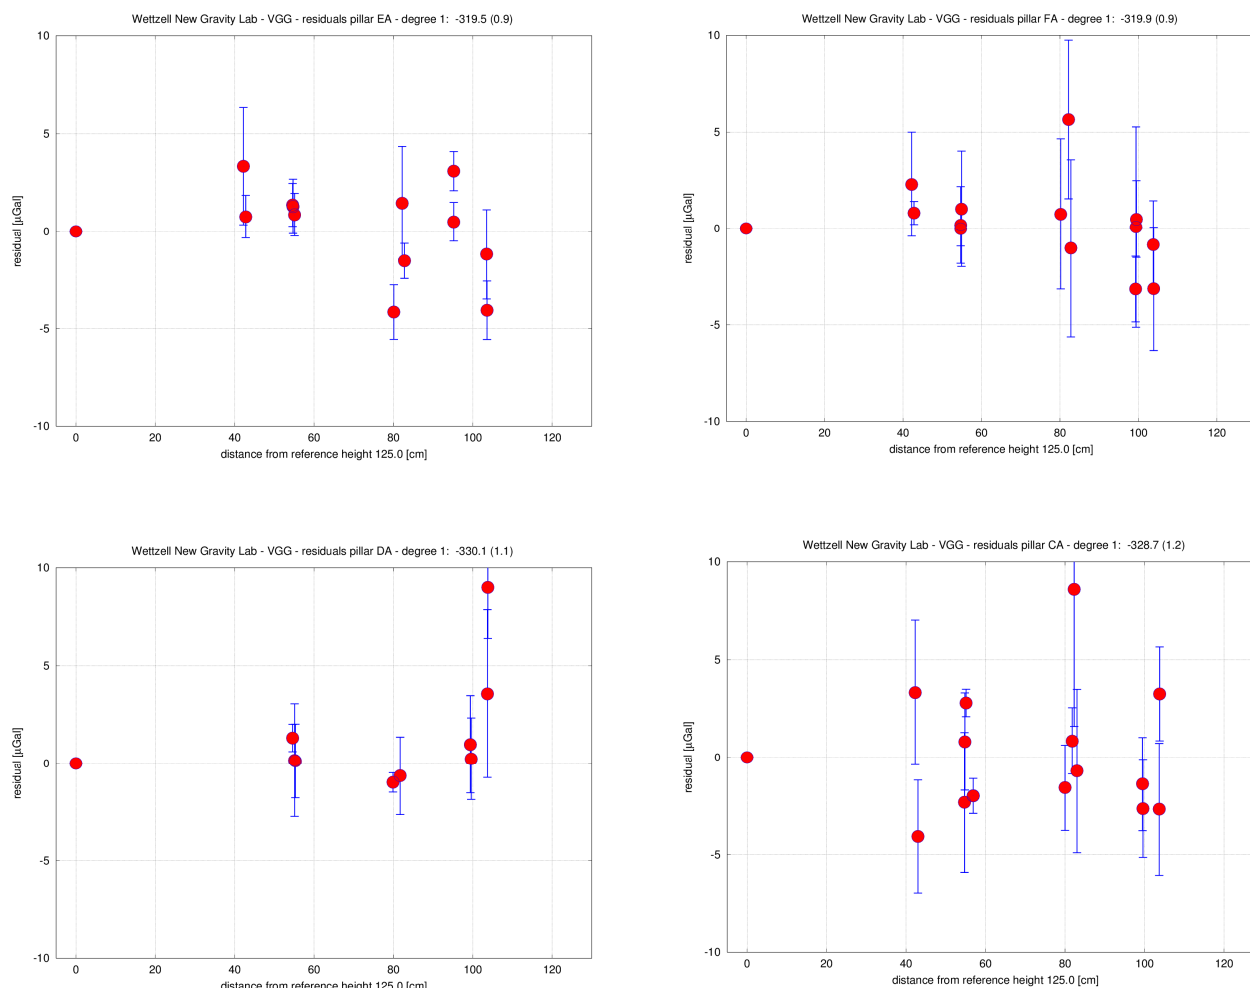 Wettzell New Gravity Lab - VGG - residuals pillar EA - degree 1:  -319.5 (0.9)
10
5
0
-5
-10
residual [μGal]
0 20 40 60 80 100 120
distance from reference height 125.0 [cm]
Wettzell New Gravity Lab - VGG - residuals pillar FA - degree 1:  -319.9 (0.9)
10
5
0
-5
-10
residual [μGal]
0 20 40 60 80 100 120
distance from reference height 125.0 [cm]
Wettzell New Gravity Lab - VGG - residuals pillar DA - degree 1:  -330.1 (1.1)
10
5
0
-5
-10
residual [μGal]
0 20 40 60 80 100 120
distance from reference height 125.0 [cm]
Wettzell New Gravity Lab - VGG - residuals pillar CA - degree 1:  -328.7 (1.2)
10
5
0
-5
-10
residual [μGal]
0 20 40 60 80 100 120
distance from reference height 125.0 [cm]